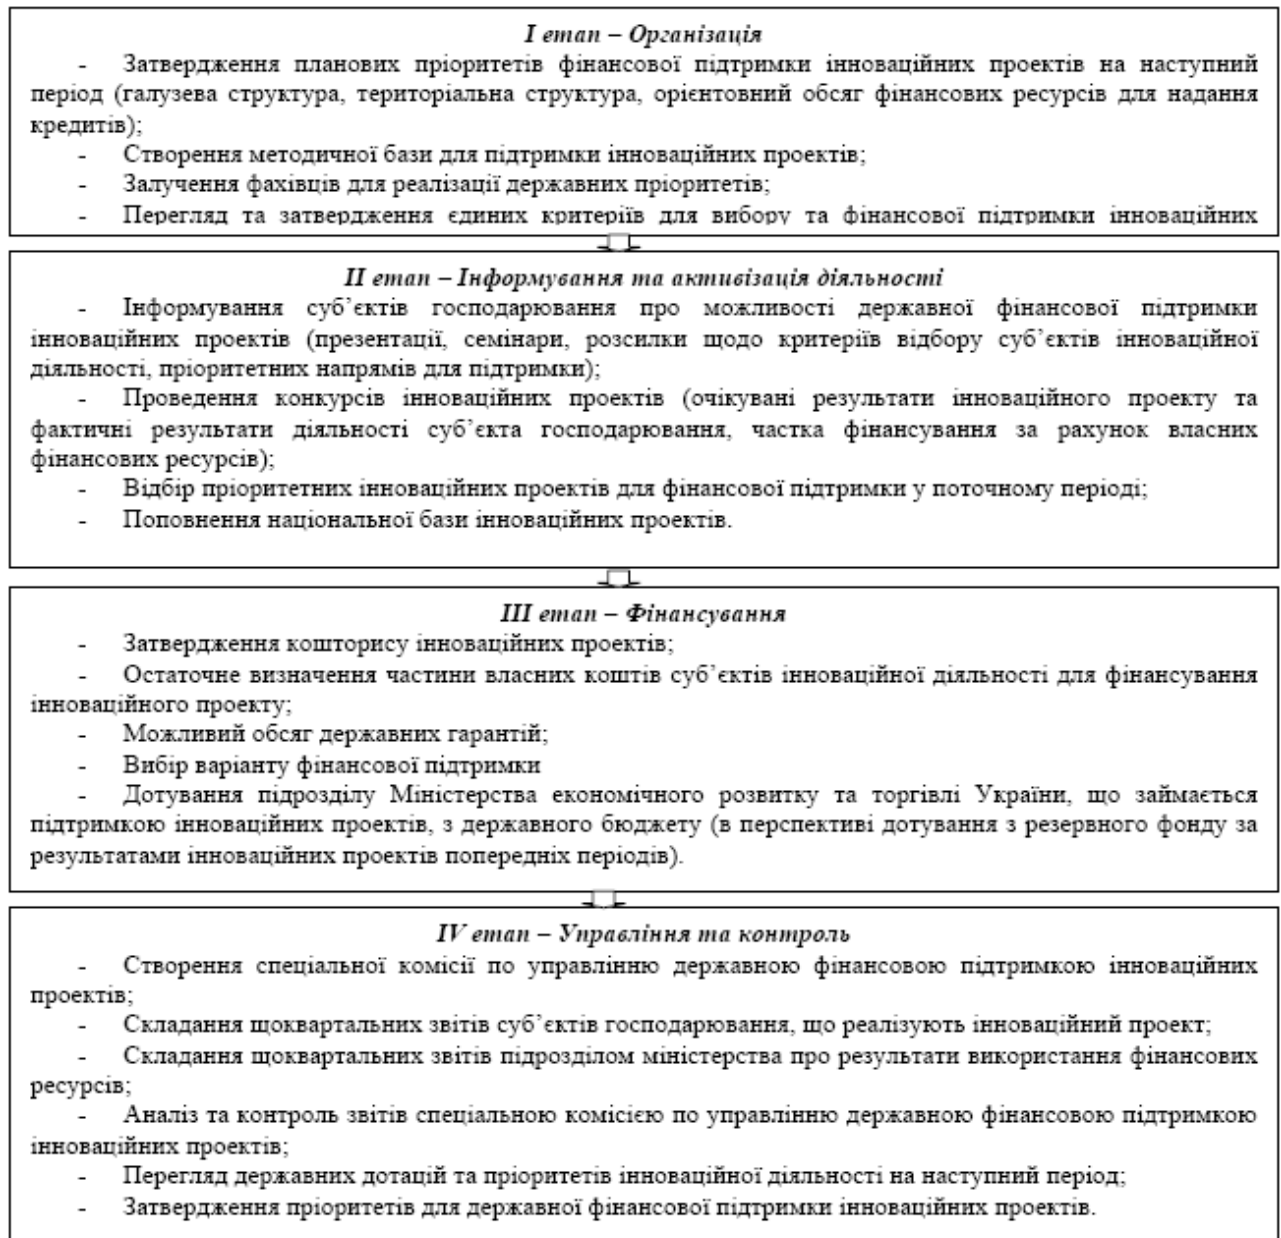 I етап – Організація
- Затвердження планових пріоритетів фінансової підтримки інноваційних проектів на наступний
період (галузева структура, територіальна структура, орієнтовний обсяг фінансових ресурсів для надання
кредитів);
- Створення методичної бази для підтримки інноваційних проектів;
- Залучення фахівців для реалізації державних пріоритетів;
- Перегляд та затвердження єдиних критеріїв для вибору та фінансової підтримки інноваційних
II етап – Інформування та активізація діяльності
- Інформування суб’єктів господарювання про можливості державної фінансової підтримки
інноваційних проектів (презентації, семінари, розсилки щодо критеріїв відбору суб’єктів інноваційної
діяльності, пріоритетних напрямів для підтримки);
- Проведення конкурсів інноваційних проектів (очікувані результати інноваційного проекту та
фактичні результати діяльності суб’єкта господарювання, частка фінансування за рахунок власних
фінансових ресурсів);
- Відбір пріоритетних інноваційних проектів для фінансової підтримки у поточному періоді;
- Поповнення національної бази інноваційних проектів.
III етап – Фінансування
- Затвердження кошторису інноваційних проектів;
- Остаточне визначення частини власних коштів суб’єктів інноваційної діяльності для фінансування
інноваційного проекту;
- Можливий обсяг державних гарантій;
- Вибір варіанту фінансової підтримки
- Дотування підрозділу Міністерства економічного розвитку та торгівлі України, що займається
підтримкою інноваційних проектів, з державного бюджету (в перспективі дотування з резервного фонду за
результатами інноваційних проектів попередніх періодів).
IV етап – Управління та контроль
- Створення спеціальної комісії по управлінню державною фінансовою підтримкою інноваційних
проектів;
- Складання щоквартальних звітів суб’єктів господарювання, що реалізують інноваційний проект;
- Складання щоквартальних звітів підрозділом міністерства про результати використання фінансових
ресурсів;
- Аналіз та контроль звітів спеціальною комісією по управлінню державною фінансовою підтримкою
інноваційних проектів;
- Перегляд державних дотацій та пріоритетів інноваційної діяльності на наступний період;
- Затвердження пріоритетів для державної фінансової підтримки інноваційних проектів.